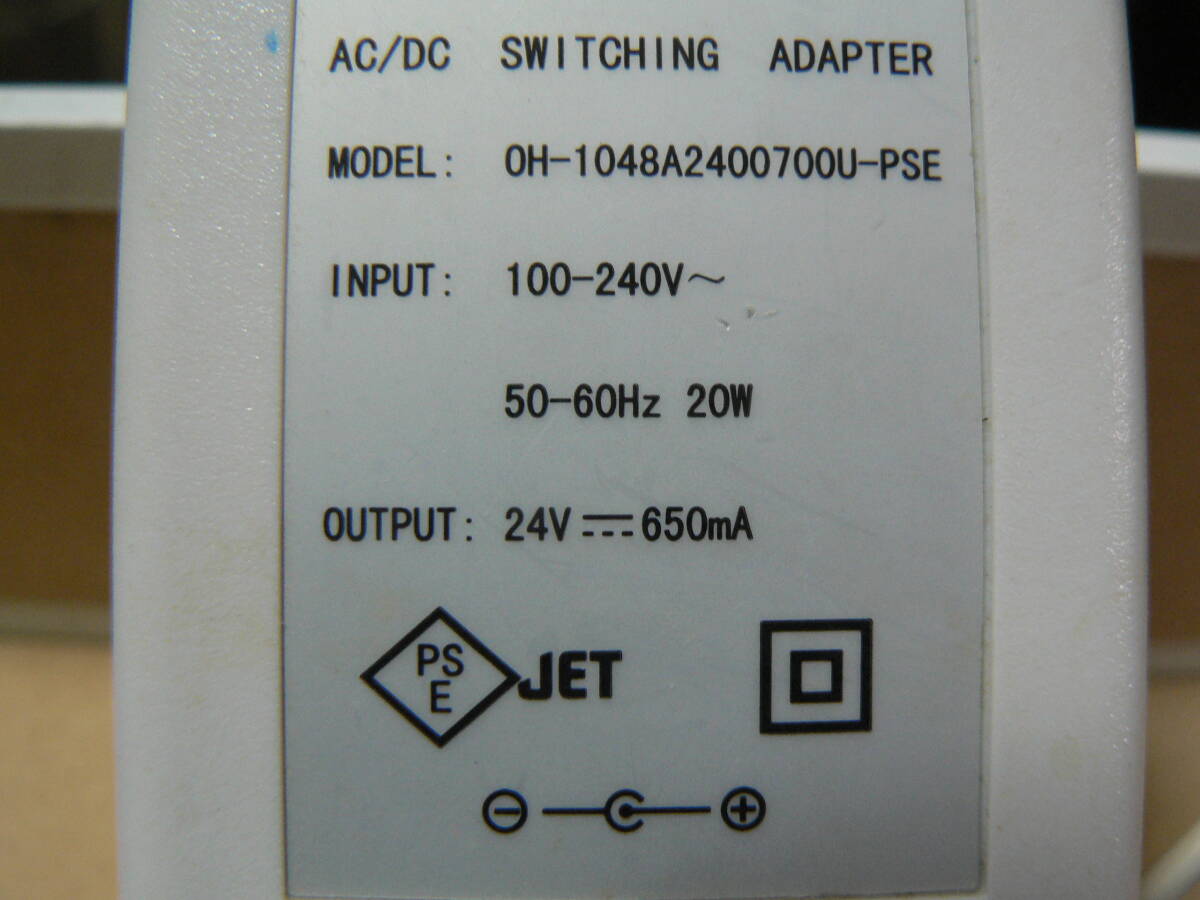 AC/DC SWITCHING ADAPTER
MODEL: OH-1048A2400700U-PSE
INPUT: 100-240V~
50-60Hz 20W
OUTPUT: 24V⎓650mA
PS
E
JET